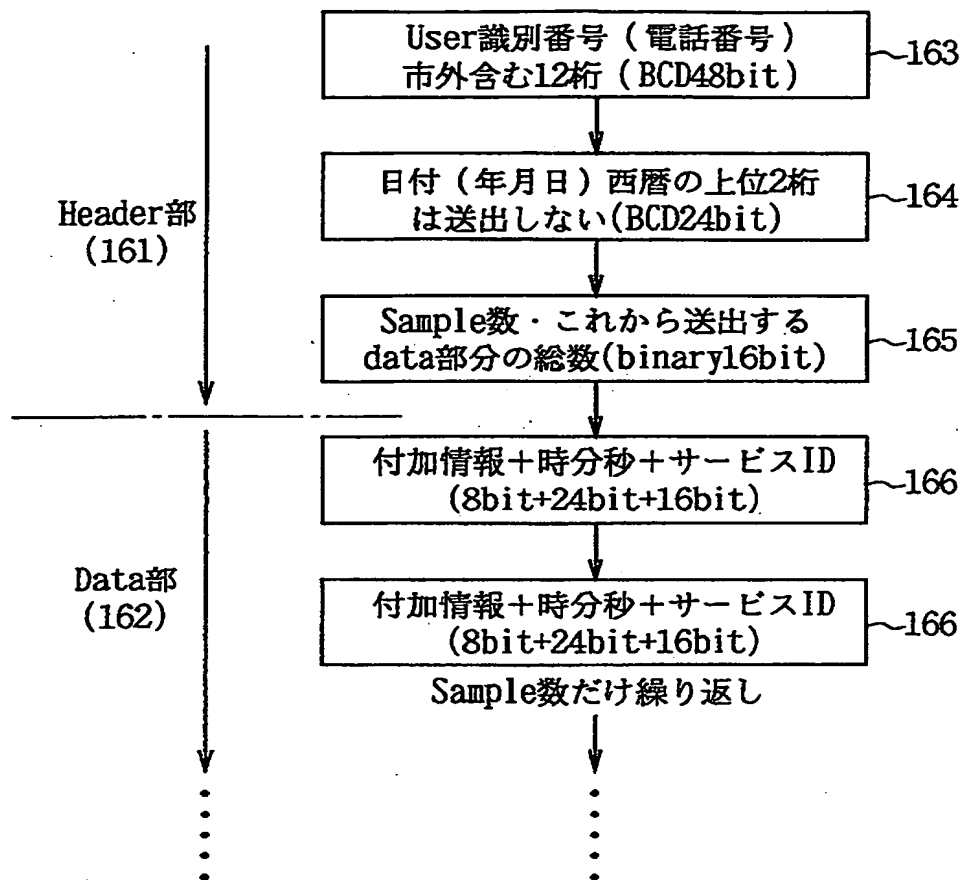 User識別番号（電話番号）
市外含む12桁（BCD48bit）
163
日付（年月日）西暦の上位2桁
は送出しない(BCD24bit)
164
Header部
(161)
Sample数・これから送出する
data部分の総数(binary16bit)
165
付加情報＋時分秒＋サービスID
(8bit+24bit+16bit)
166
Data部
(162)
付加情報＋時分秒＋サービスID
(8bit+24bit+16bit)
166
Sample数だけ繰り返し